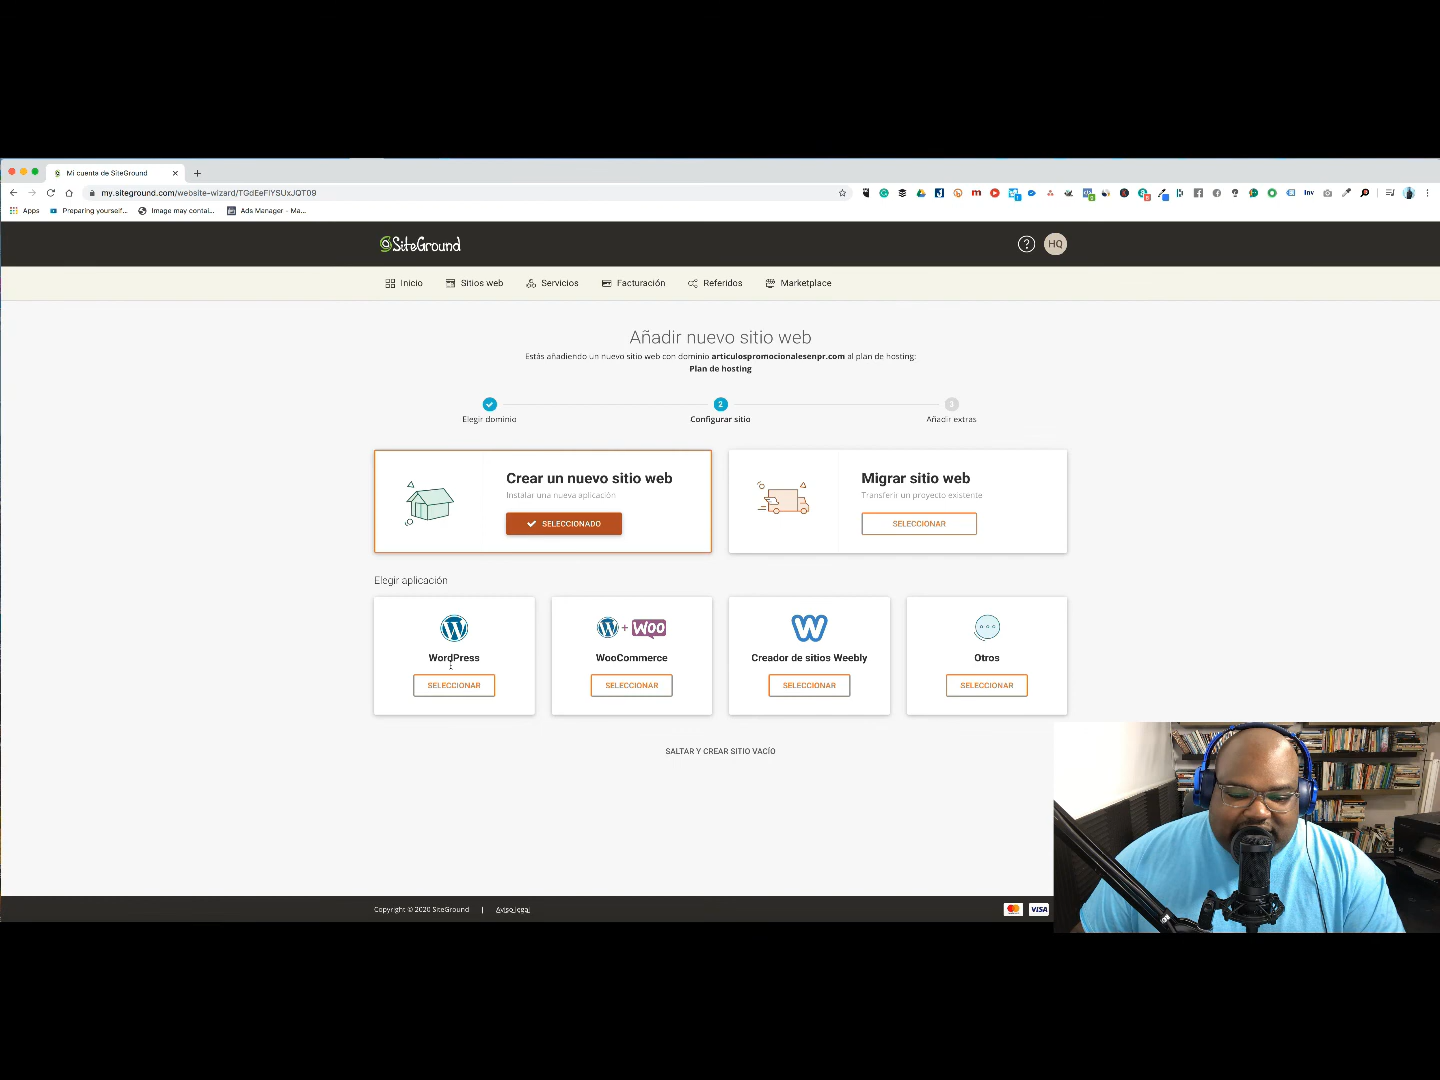 Mi cuenta de SiteGround
my.siteground.com/website-wizard/TGdEeFlYSUxJQT09
Inv
Apps
Preparing yourself...
Image may contai...
Ads Manager - Ma...
SiteGround
?
HQ
Inicio
Sitios web
Servicios
Facturación
Referidos
Marketplace
Añadir nuevo sitio web
Estás añadiendo un nuevo sitio web con dominio articulospromocionalesenpr.com al plan de hosting:
Plan de hosting
2
3
Elegir dominio
Configurar sitio
Añadir extras
Crear un nuevo sitio web
Instalar una nueva aplicación
SELECCIONADO
Migrar sitio web
Transferir un proyecto existente
SELECCIONAR
Elegir aplicación
WordPress
SELECCIONAR
+ WOO
WooCommerce
SELECCIONAR
Creador de sitios Weebly
SELECCIONAR
Otros
SELECCIONAR
SALTAR Y CREAR SITIO VACÍO
Copyright © 2020 SiteGround | Aviso legal
VISA